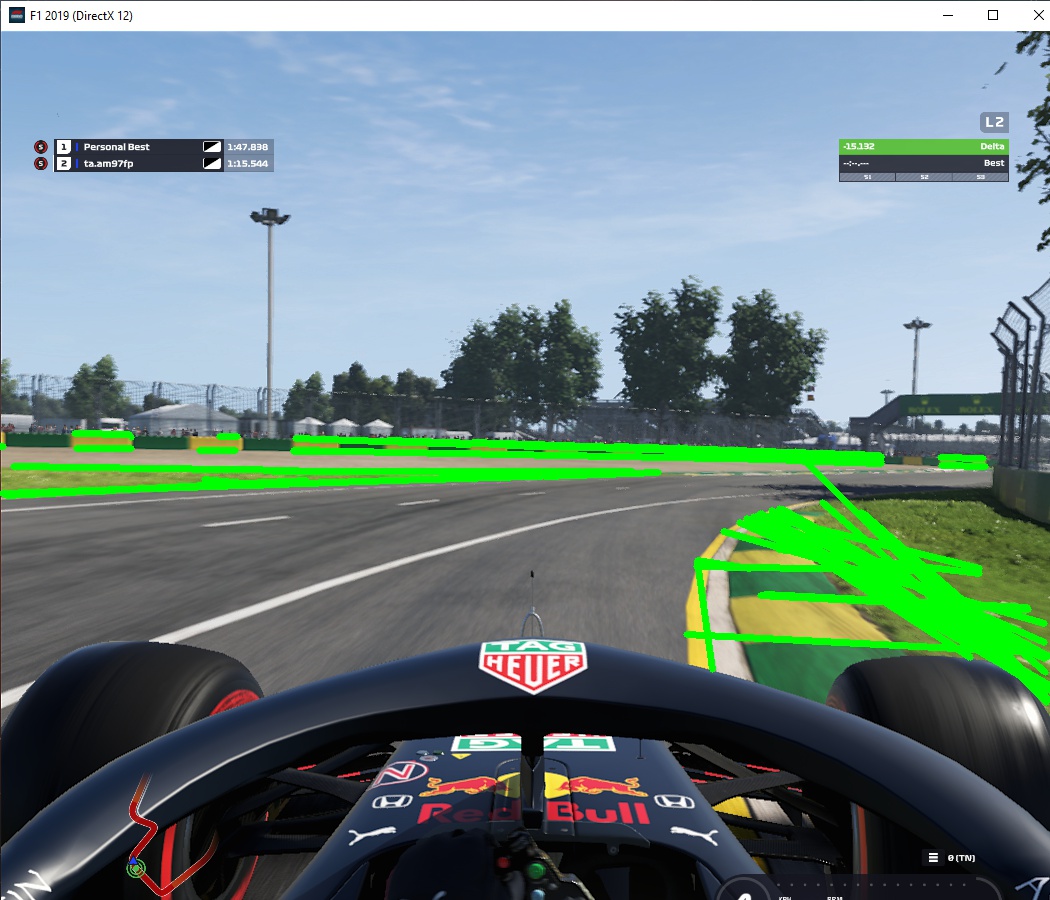 F1 2019 (DirectX 12)
L2
S 1 Personal Best 1:47.838
S 2 ta.am97fp 1:15.544
-15.132 Delta
--:--.--- Best
S1 S2 S3
TAG
HEUER
TAG
Red Bull
0 (TN)